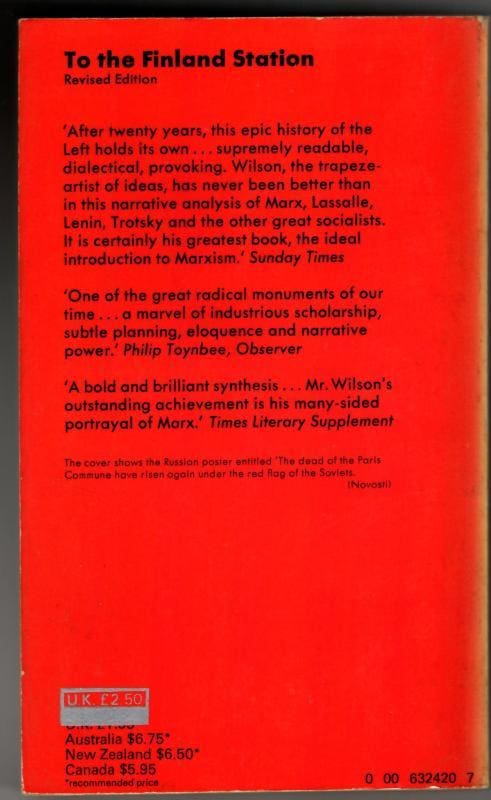 To the Finland Station
Revised Edition
'After twenty years, this epic history of the
Left holds its own . . . supremely readable,
dialectical, provoking. Wilson, the trapeze-
artist of ideas, has never been better than
in this narrative analysis of Marx, Lassalle,
Lenin, Trotsky and the other great socialists.
It is certainly his greatest book, the ideal
introduction to Marxism.' Sunday Times
'One of the great radical monuments of our
time . . . a marvel of industrious scholarship,
subtle planning, eloquence and narrative
power.' Philip Toynbee, Observer
'A bold and brilliant synthesis . . . Mr. Wilson's
outstanding achievement is his many-sided
portrayal of Marx.' Times Literary Supplement
The cover shows the Russian poster entitled 'The dead of the Paris
Commune have risen again under the red flag of the Soviets.
(Novosti)
U.K. £2.50
Australia $6.75*
New Zealand $6.50*
Canada $5.95
*recommended price
0 00 632420 7